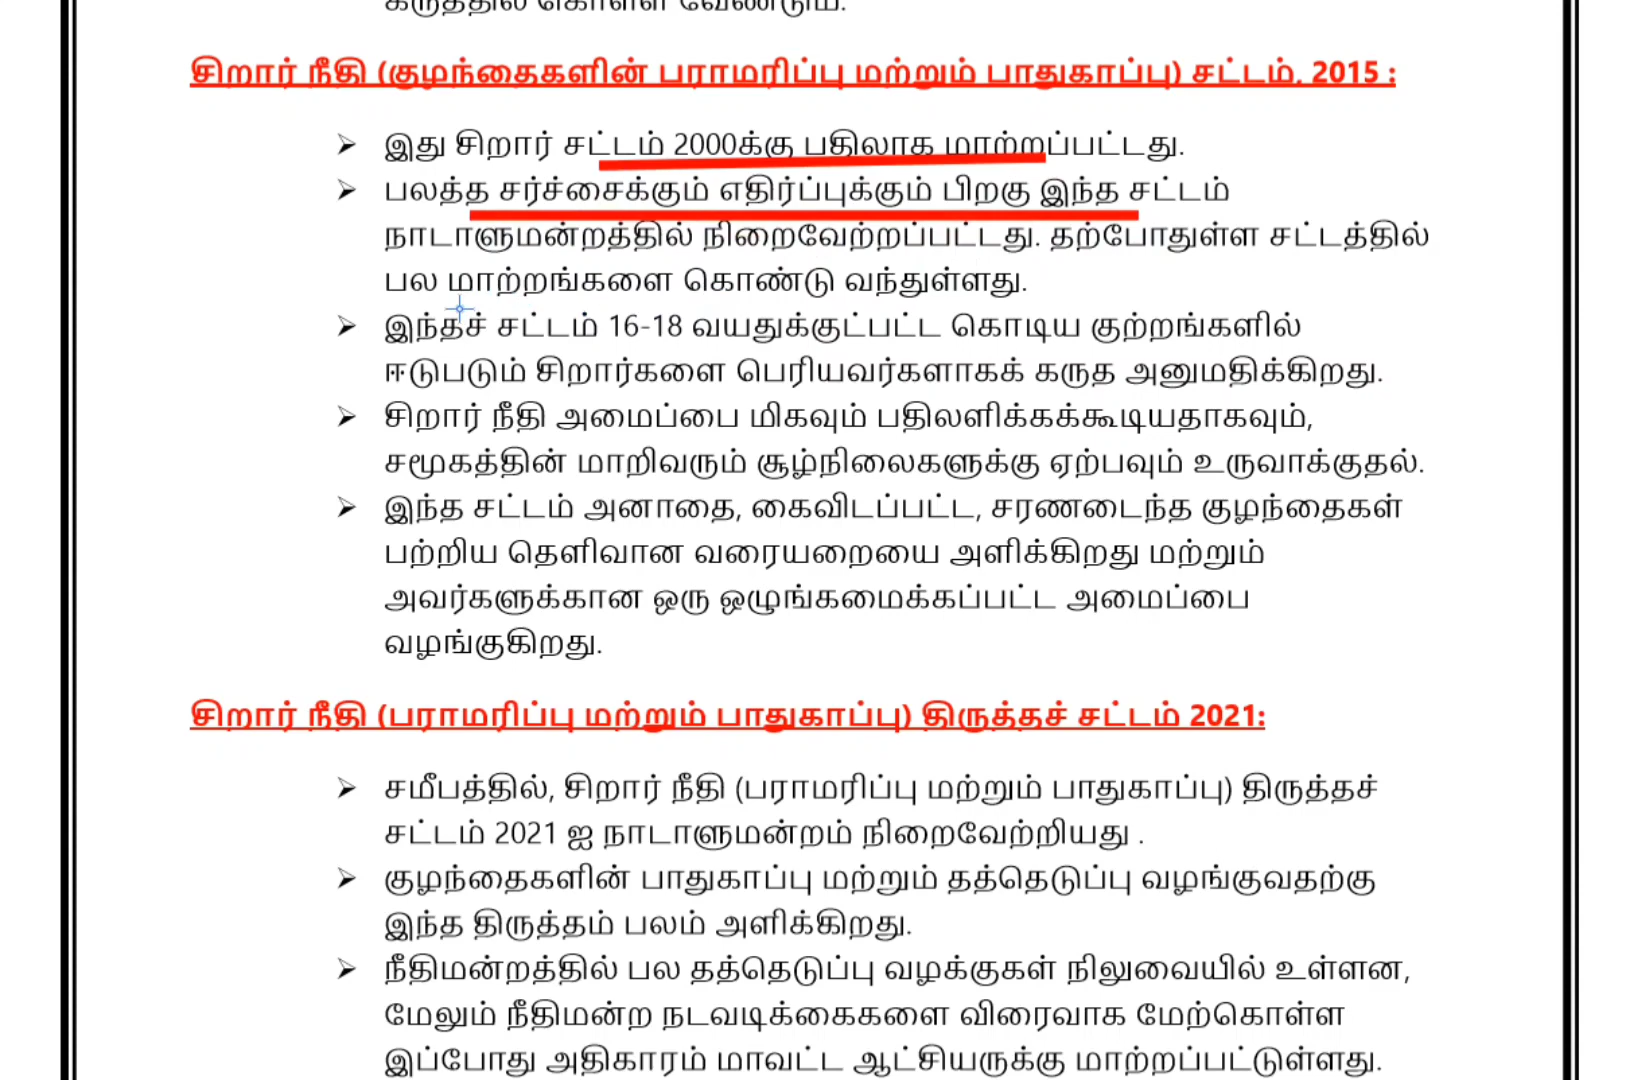 கருத்தில் கொள்ள வேண்டும்.
சிறார் நீதி (குழந்தைகளின் பராமரிப்பு மற்றும் பாதுகாப்பு) சட்டம், 2015 :
➢ இது சிறார் சட்டம் 2000க்கு பதிலாக மாற்றப்பட்டது.
➢ பலத்த சர்ச்சைக்கும் எதிர்ப்புக்கும் பிறகு இந்த சட்டம்
நாடாளுமன்றத்தில் நிறைவேற்றப்பட்டது. தற்போதுள்ள சட்டத்தில்
பல மாற்றங்களை கொண்டு வந்துள்ளது.
➢ இந்தச் சட்டம் 16-18 வயதுக்குட்பட்ட கொடிய குற்றங்களில்
ஈடுபடும் சிறார்களை பெரியவர்களாகக் கருத அனுமதிக்கிறது.
➢ சிறார் நீதி அமைப்பை மிகவும் பதிலளிக்கக்கூடியதாகவும்,
சமூகத்தின் மாறிவரும் சூழ்நிலைகளுக்கு ஏற்பவும் உருவாக்குதல்.
➢ இந்த சட்டம் அனாதை, கைவிடப்பட்ட, சரணடைந்த குழந்தைகள்
பற்றிய தெளிவான வரையறையை அளிக்கிறது மற்றும்
அவர்களுக்கான ஒரு ஒழுங்கமைக்கப்பட்ட அமைப்பை
வழங்குகிறது.
சிறார் நீதி (பராமரிப்பு மற்றும் பாதுகாப்பு) திருத்தச் சட்டம் 2021:
➢ சமீபத்தில், சிறார் நீதி (பராமரிப்பு மற்றும் பாதுகாப்பு) திருத்தச்
சட்டம் 2021 ஐ நாடாளுமன்றம் நிறைவேற்றியது .
➢ குழந்தைகளின் பாதுகாப்பு மற்றும் தத்தெடுப்பு வழங்குவதற்கு
இந்த திருத்தம் பலம் அளிக்கிறது.
➢ நீதிமன்றத்தில் பல தத்தெடுப்பு வழக்குகள் நிலுவையில் உள்ளன,
மேலும் நீதிமன்ற நடவடிக்கைகளை விரைவாக மேற்கொள்ள
இப்போது அதிகாரம் மாவட்ட ஆட்சியருக்கு மாற்றப்பட்டுள்ளது.